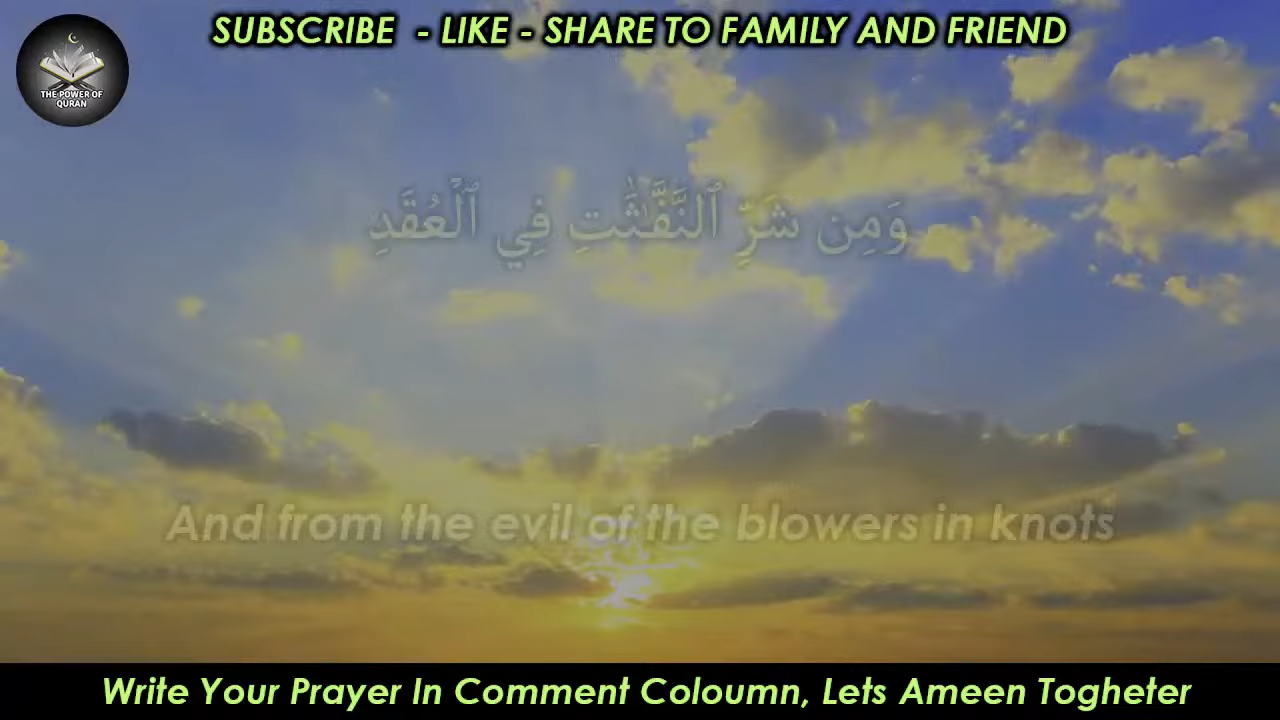 SUBSCRIBE - LIKE - SHARE TO FAMILY AND FRIEND
THE POWER OF
QURAN
وَمِن شَرِّ ٱلنَّفَّـٰثَـٰتِ فِي ٱلْعُقَدِ
And from the evil of the blowers in knots
Write Your Prayer In Comment Coloumn, Lets Ameen Togheter